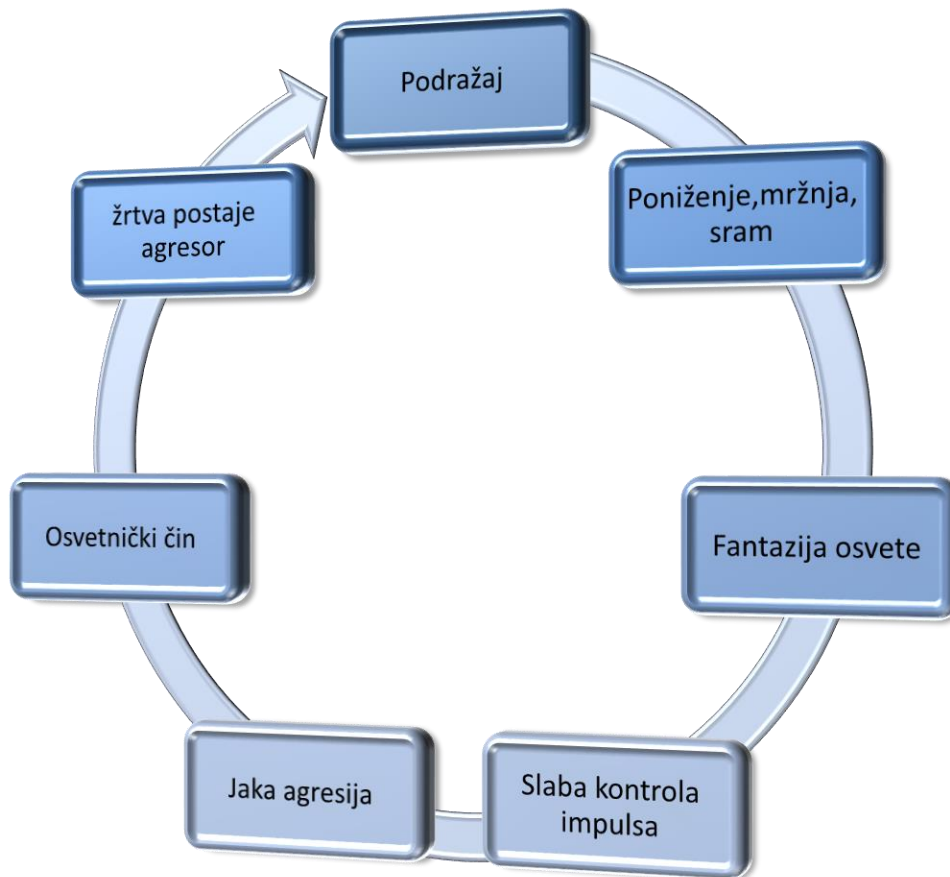 Podražaj
Poniženje,mržnja,
sram
Fantazija osvete
Slaba kontrola
impulsa
Jaka agresija
Osvetnički čin
žrtva postaje
agresor